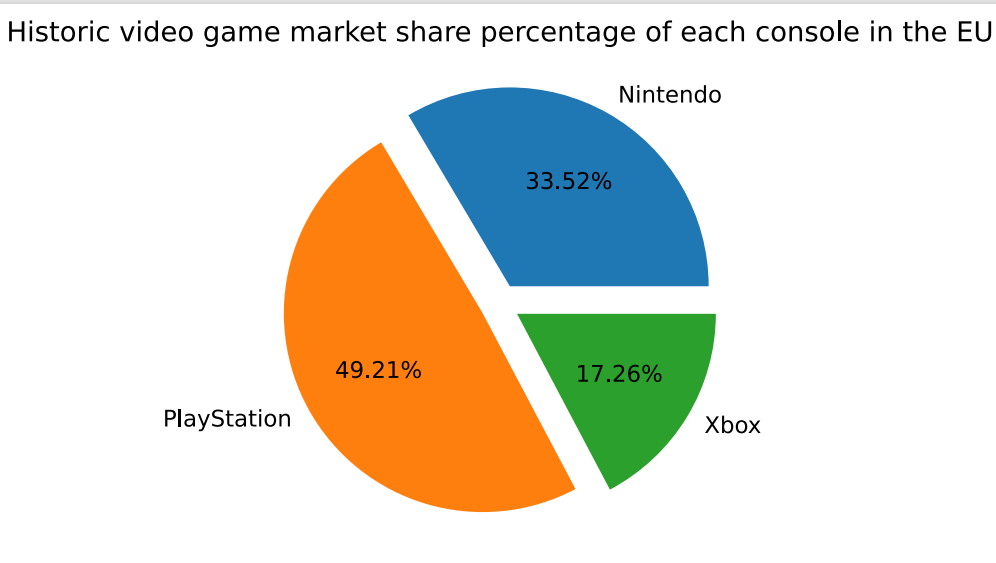 Historic video game market share percentage of each console in the EU
Nintendo
33.52%
49.21%
17.26%
PlayStation
Xbox